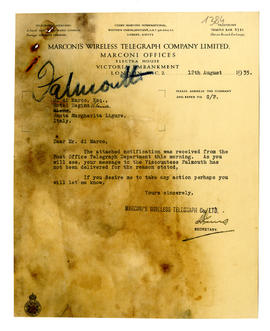 1384
MARCONI'S WIRELESS TELEGRAPH COMPANY LIMITED.
MARCONI OFFICES
ELECTRA HOUSE
VICTORIA EMBANKMENT
LONDON, W.C. 2.
12th August 1935.
Falmouth
di Marco, Esq.,
Santa Margherita Ligure,
Italy.
Dear Mr. di Marco,
The attached notification was received from the
Post Office Telegraph Department this morning. As you
will see, your message to the Viscountess Falmouth has
not been delivered for the reason stated.
If you desire me to take any action perhaps you
will let me know.
Yours sincerely,
MARCONI'S WIRELESS TELEGRAPH Co., LTD.
SECRETARY.